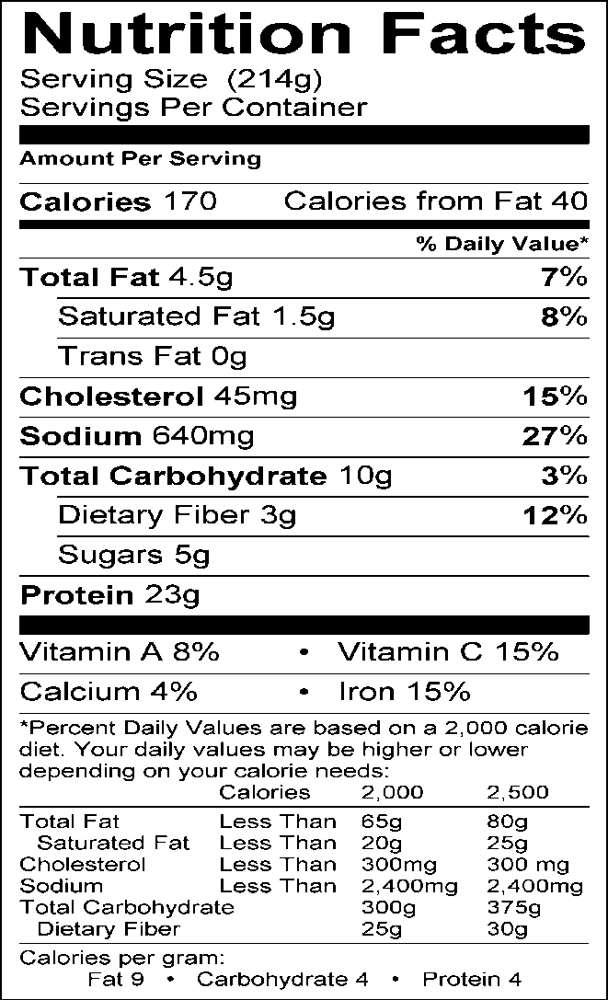 Nutrition Facts
Serving Size (214g)
Servings Per Container
Amount Per Serving
Calories 170 Calories from Fat 40
% Daily Value*
Total Fat 4.5g 7%
Saturated Fat 1.5g 8%
Trans Fat 0g
Cholesterol 45mg 15%
Sodium 640mg 27%
Total Carbohydrate 10g 3%
Dietary Fiber 3g 12%
Sugars 5g
Protein 23g
Vitamin A 8% • Vitamin C 15%
Calcium 4% • Iron 15%
*Percent Daily Values are based on a 2,000 calorie
diet. Your daily values may be higher or lower
depending on your calorie needs:
Calories 2,000 2,500
Total Fat Less Than 65g 80g
Saturated Fat Less Than 20g 25g
Cholesterol Less Than 300mg 300 mg
Sodium Less Than 2,400mg 2,400mg
Total Carbohydrate 300g 375g
Dietary Fiber 25g 30g
Calories per gram:
Fat 9 • Carbohydrate 4 • Protein 4